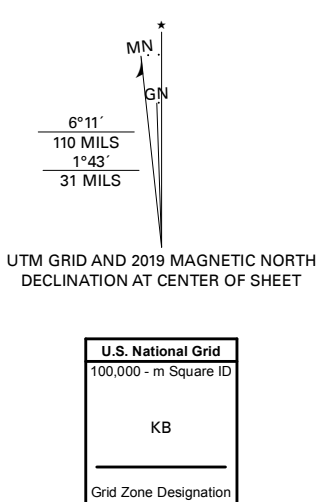 ★
MN
GN
6°11´
110 MILS
1°43´
31 MILS
UTM GRID AND 2019 MAGNETIC NORTH
DECLINATION AT CENTER OF SHEET
U.S. National Grid
100,000 - m Square ID
KB
Grid Zone Designation